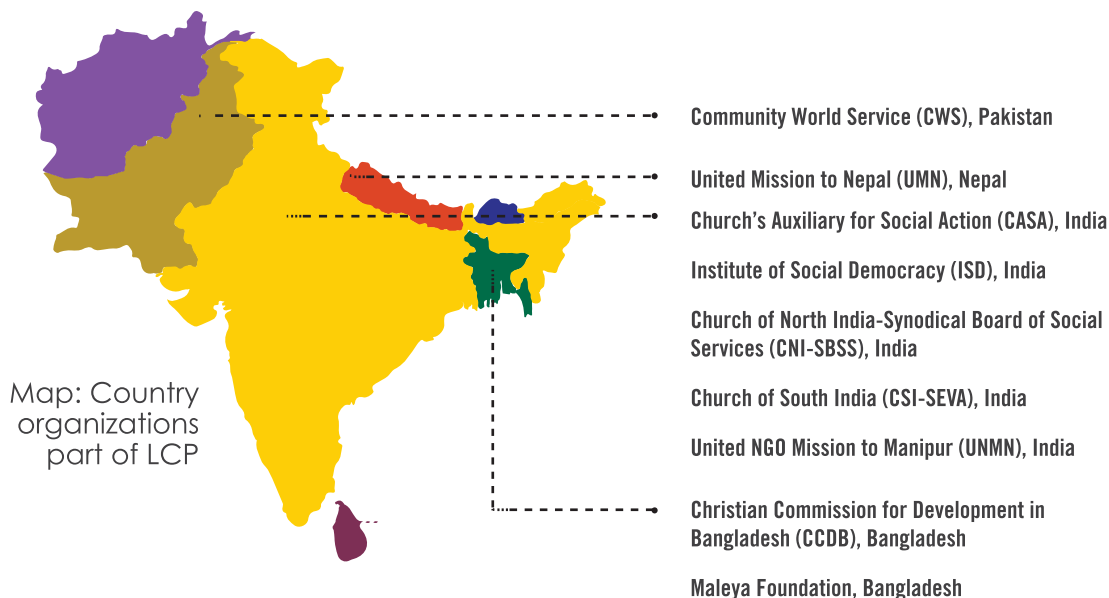 Community World Service (CWS), Pakistan
United Mission to Nepal (UMN), Nepal
Church’s Auxiliary for Social Action (CASA), India
Institute of Social Democracy (ISD), India
Church of North India-Synodical Board of Social
Services (CNI-SBSS), India
Church of South India (CSI-SEVA), India
United NGO Mission to Manipur (UNMN), India
Christian Commission for Development in
Bangladesh (CCDB), Bangladesh
Maleya Foundation, Bangladesh
Map: Country
organizations
part of LCP